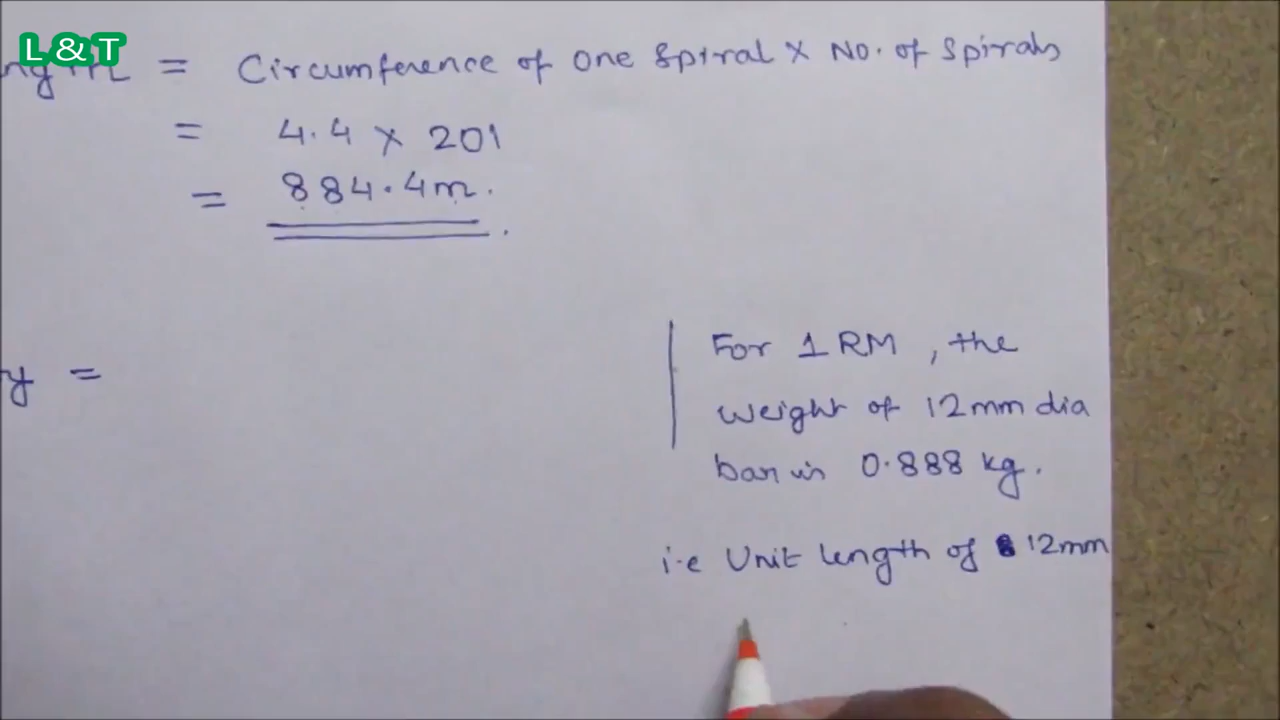 L & T
= Circumference of one Spiral x No. of Spirals
= 4.4 x 201
= 884.4m.
y =
For 1 RM, the
weight of 12mm dia
bar is 0.888 kg.
i.e Unit length of 12mm